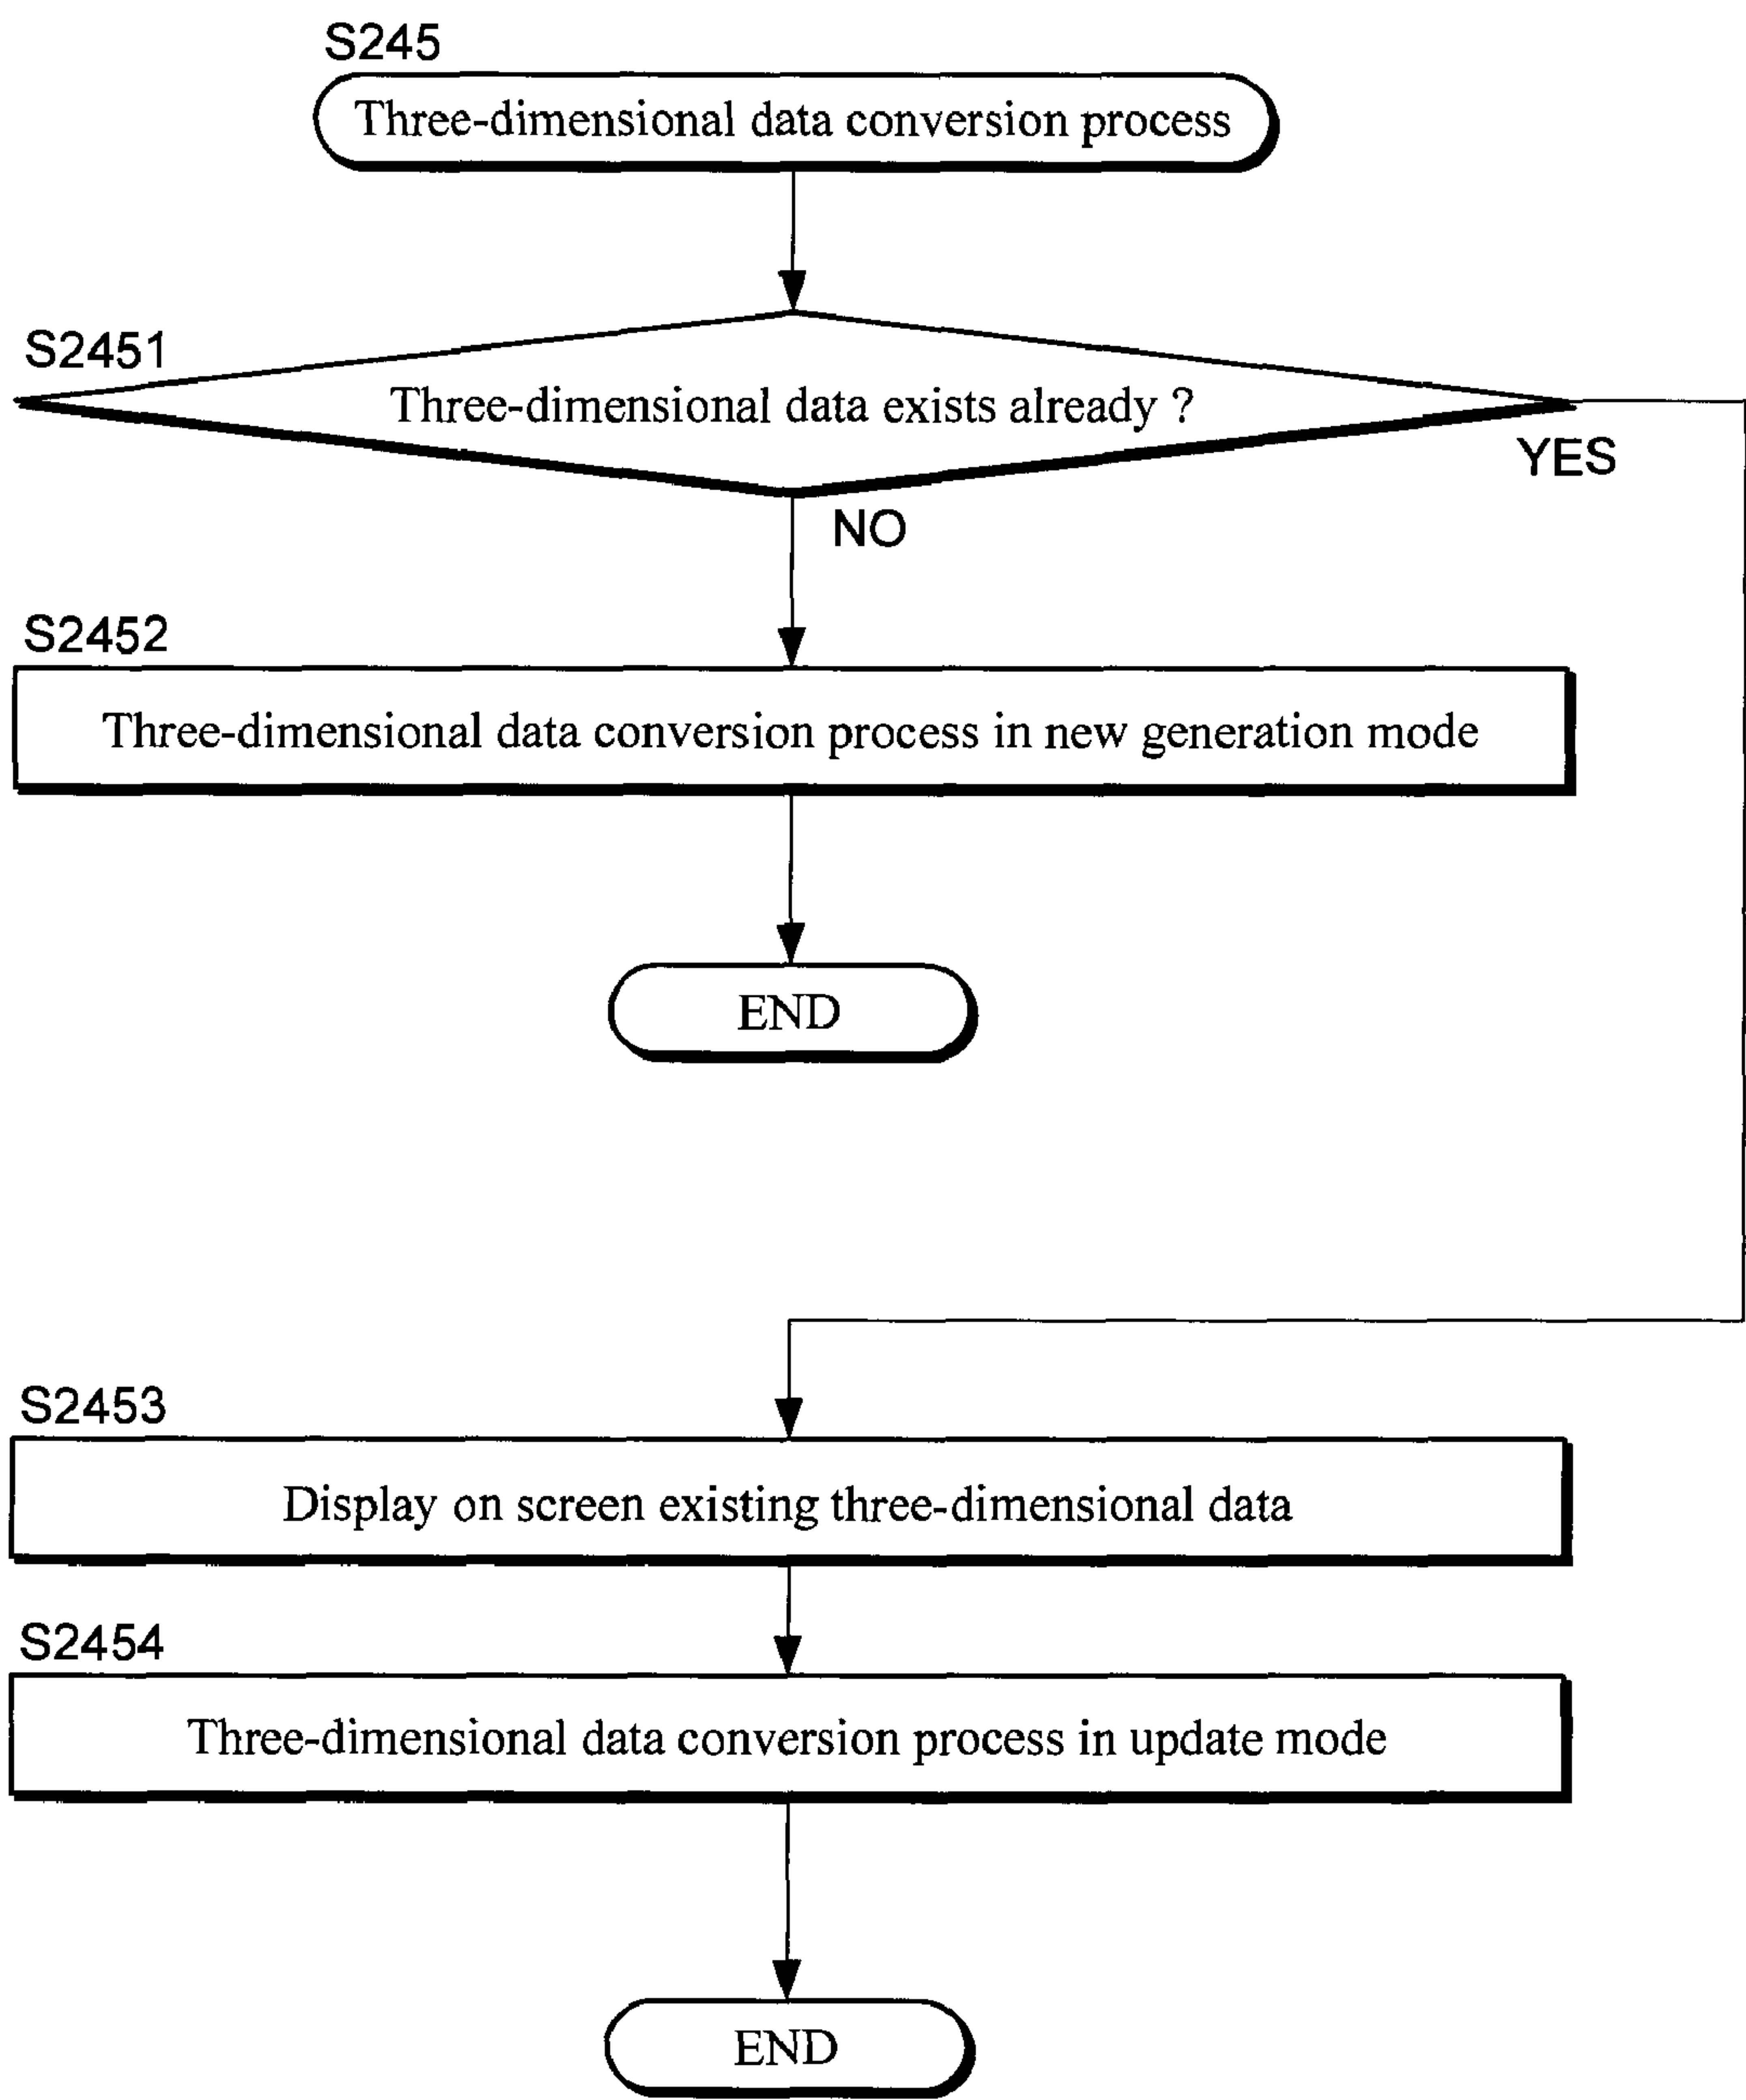 S245
Three-dimensional data conversion process
S2451
Three-dimensional data exists already ?
YES
NO
S2452
Three-dimensional data conversion process in new generation mode
END
S2453
Display on screen existing three-dimensional data
S2454
Three-dimensional data conversion process in update mode
END